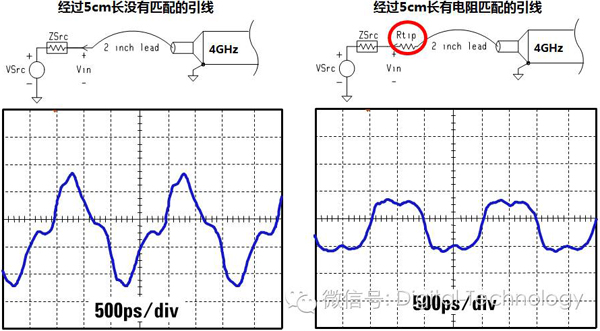 经过5cm长没有匹配的引线
经过5cm长有电阻匹配的引线
ZSrc
2 inch lead
4GHz
VSrc
+
Vin
-
ZSrc
Rtip
2 inch lead
4GHz
VSrc
+
Vin
-
500ps/div
500ps/div
微信号: Digital-Technology